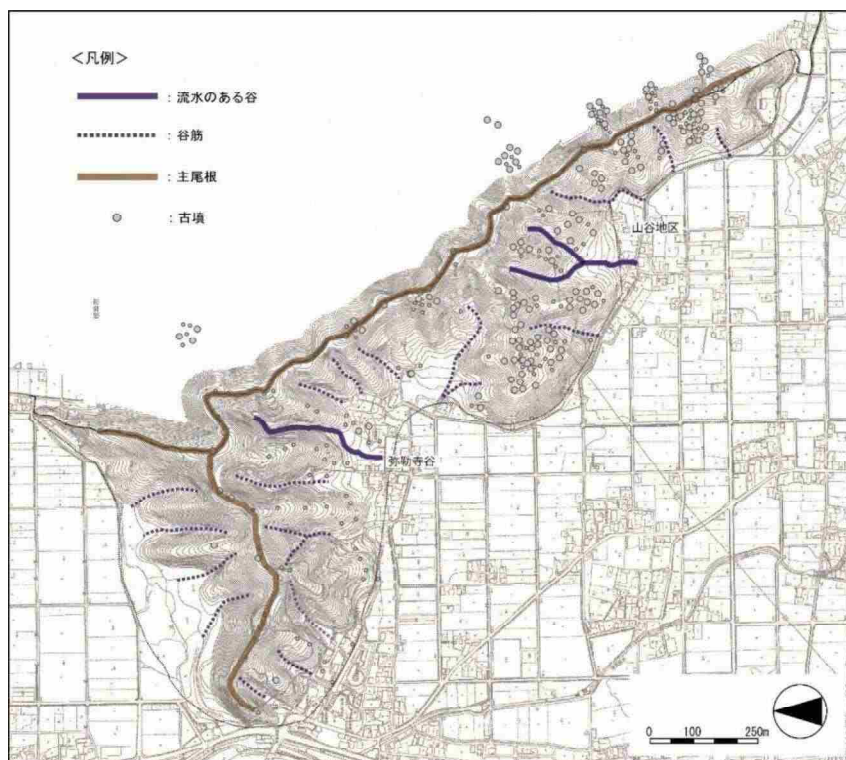 <凡例>
: 流水のある谷
: 谷筋
: 主尾根
: 古墳
山谷地区
弥勒寺谷
0 100 250m